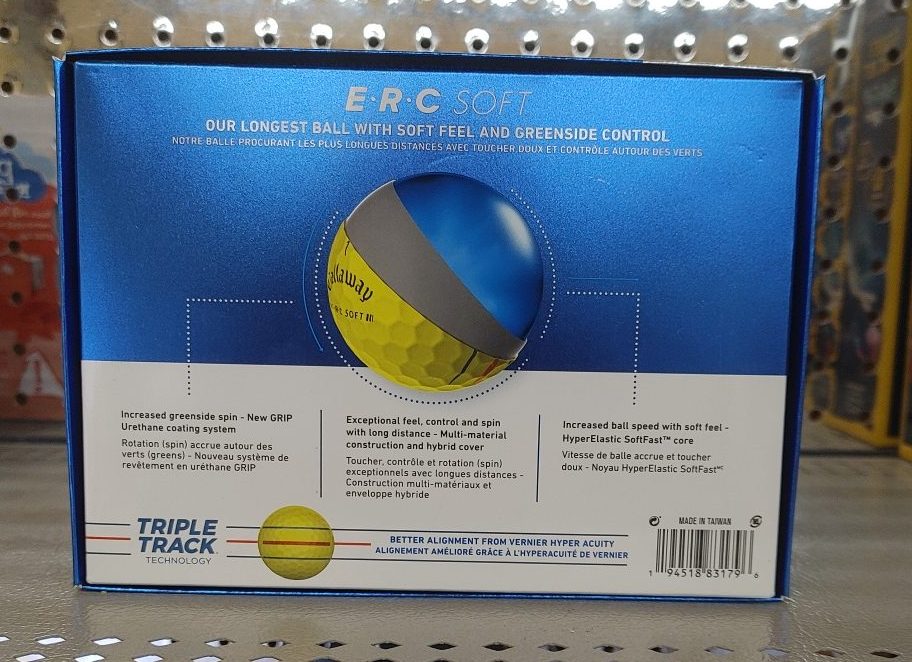 E·R·C SOFT
OUR LONGEST BALL WITH SOFT FEEL AND GREENSIDE CONTROL
NOTRE BALLE PROCURANT LES PLUS LONGUES DISTANCES AVEC TOUCHER DOUX ET CONTRÔLE AUTOUR DES VERTS
1
Callaway
SOFT
Increased greenside spin - New GRIP
Urethane coating system
Rotation (spin) accrue autour des
verts (greens) - Nouveau système de
revêtement en uréthane GRIP
Exceptional feel, control and spin
with long distance - Multi-material
construction and hybrid cover
Toucher, contrôle et rotation (spin)
exceptionnels avec longues distances -
Construction multi-matériaux et
enveloppe hybride
Increased ball speed with soft feel -
HyperElastic SoftFast™ core
Vitesse de balle accrue et toucher
doux - Noyau HyperElastic SoftFastᴹᶜ
TRIPLE
TRACK
TECHNOLOGY
BETTER ALIGNMENT FROM VERNIER HYPER ACUITY
ALIGNEMENT AMÉLIORÉ GRÂCE À L'HYPERACUITÉ DE VERNIER
MADE IN TAIWAN
1 94518 83179 6